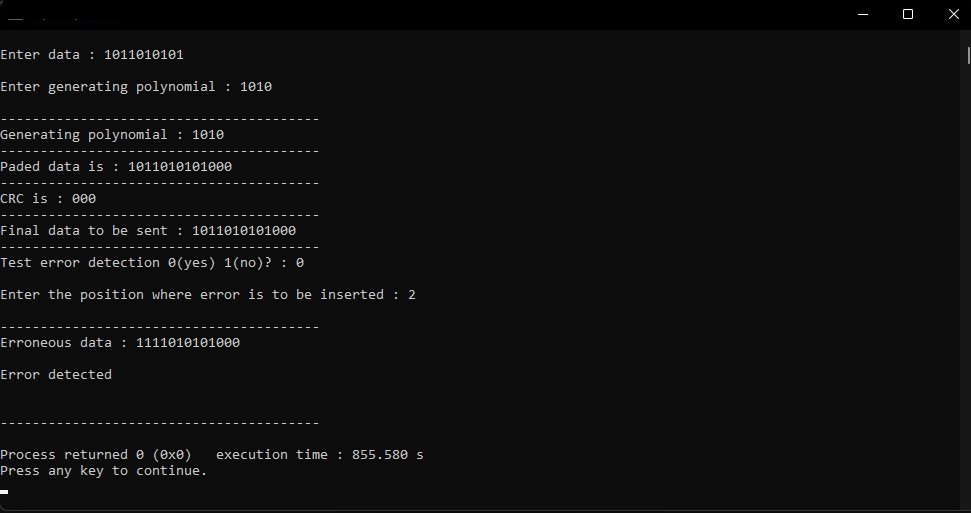 Enter data : 1011010101
Enter generating polynomial : 1010
----------------------------------------
Generating polynomial : 1010
----------------------------------------
Paded data is : 1011010101000
----------------------------------------
CRC is : 000
----------------------------------------
Final data to be sent : 1011010101000
----------------------------------------
Test error detection 0(yes) 1(no)? : 0
Enter the position where error is to be inserted : 2
----------------------------------------
Erroneous data : 1111010101000
Error detected
----------------------------------------
Process returned 0 (0x0)   execution time : 855.580 s
Press any key to continue.